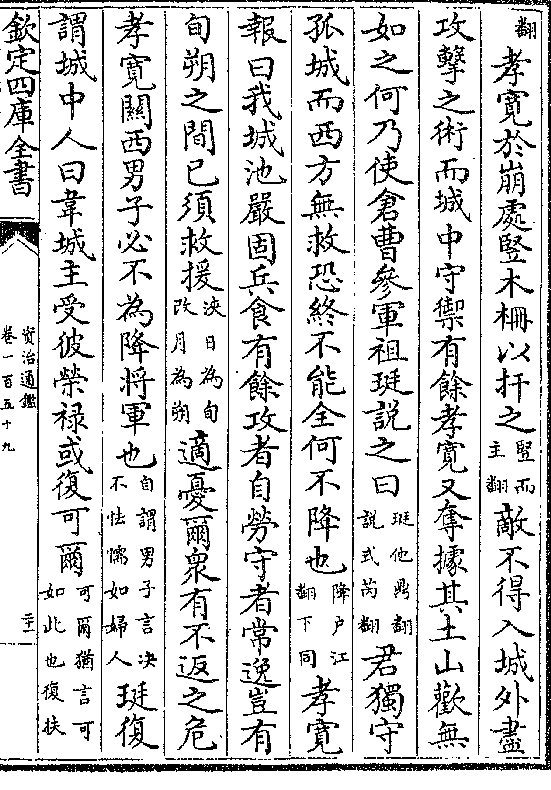 翻孝寛於崩處竪木柵以扞之竪而主翻敵不得入城外盡
攻擊之術而城中守禦有餘孝寛又奪據其土山歡無
如之何乃使倉曹參軍祖珽説之曰珽他鼎翻説式芮翻君獨守
孤城而西方無救恐終不能全何不降也降户江翻下同孝寛
報曰我城池嚴固兵食有餘攻者自勞守者常逸豈有
旬朔之間已須救援浹日為旬改月為朔適憂爾衆有不返之危
孝寛關西男子必不為降將軍也自謂男子言决不怯懦如婦人珽復
謂城中人曰韋城主受彼榮禄或復可爾可爾猶言可如此也復扶
欽定四庫全書
資治通鑑
卷一百五十九
二十一